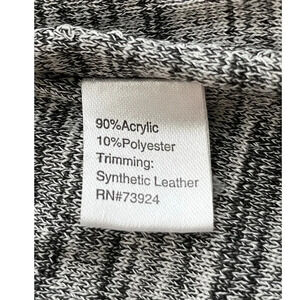 90%Acrylic
10%Polyester
Trimming:
Synthetic Leather
RN#73924